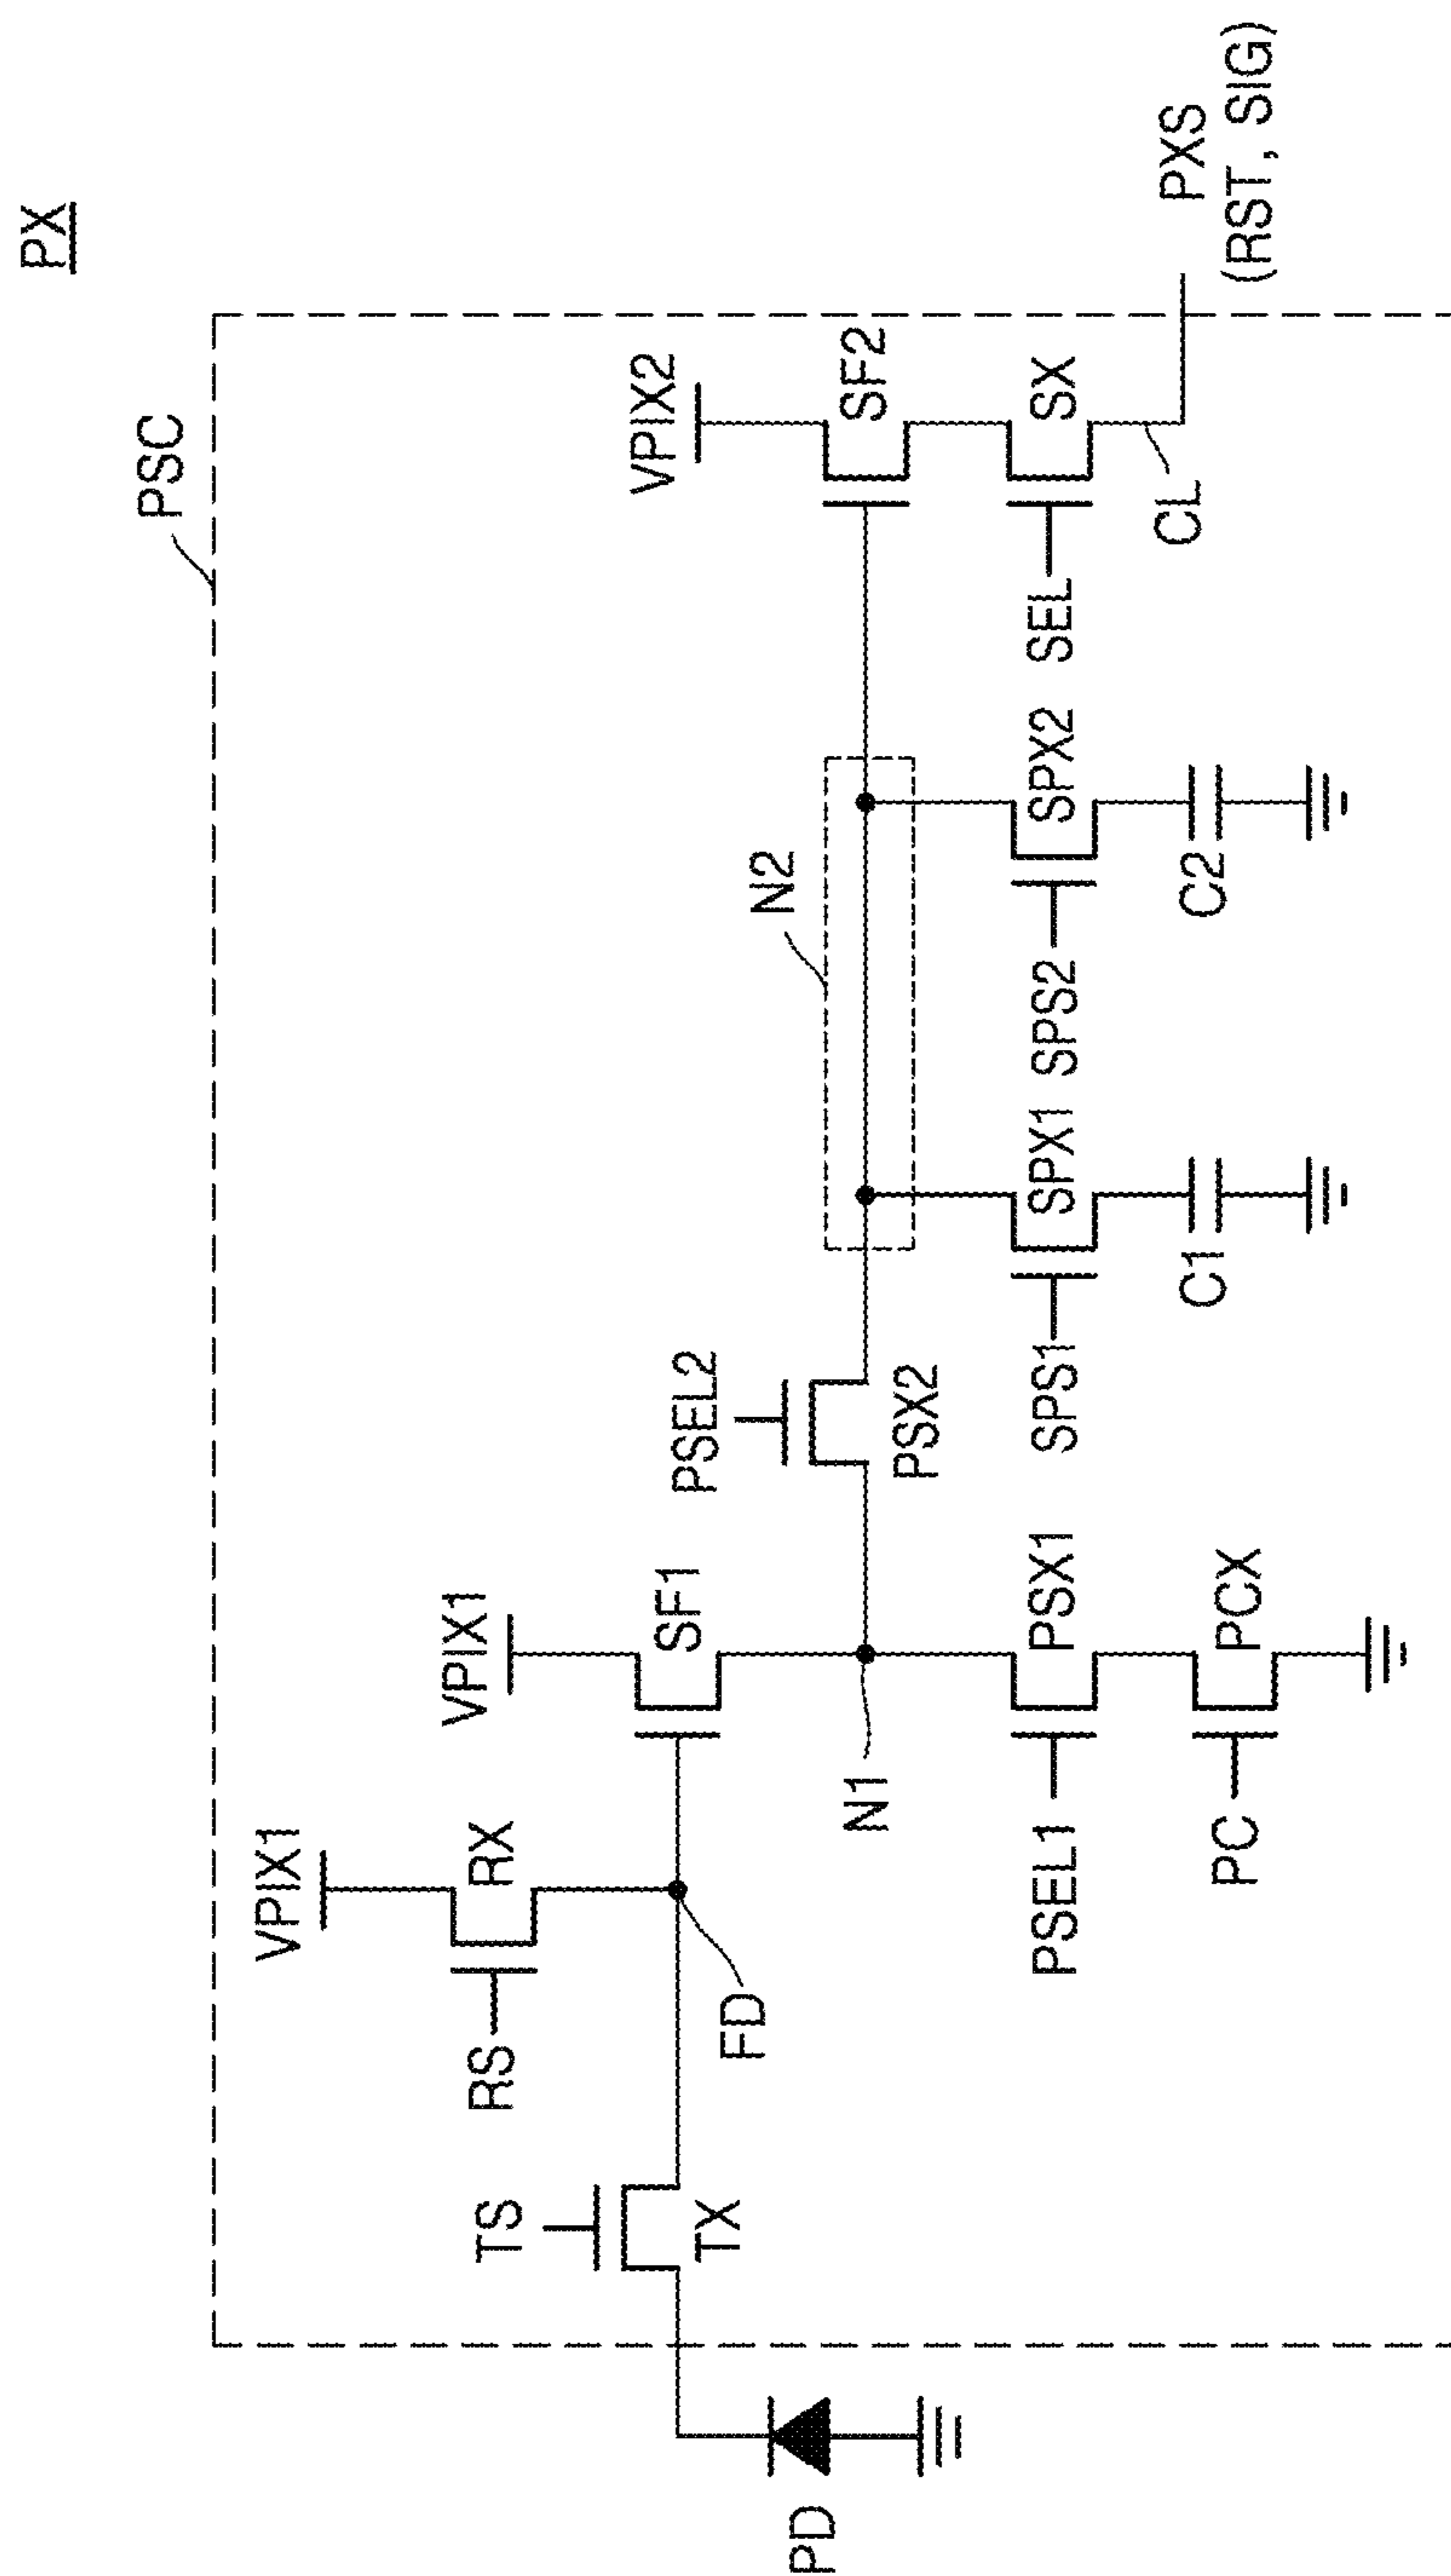 PX
PSC
VPIX1
RS
RX
VPIX1
SF1
TS
TX
FD
PD
N1
PSEL1
PSX1
PC
PCX
PSEL2
PSX2
N2
SPS1
SPX1
C1
SPS2
SPX2
C2
VPIX2
SF2
SEL
SX
CL
PXS
(RST, SIG)